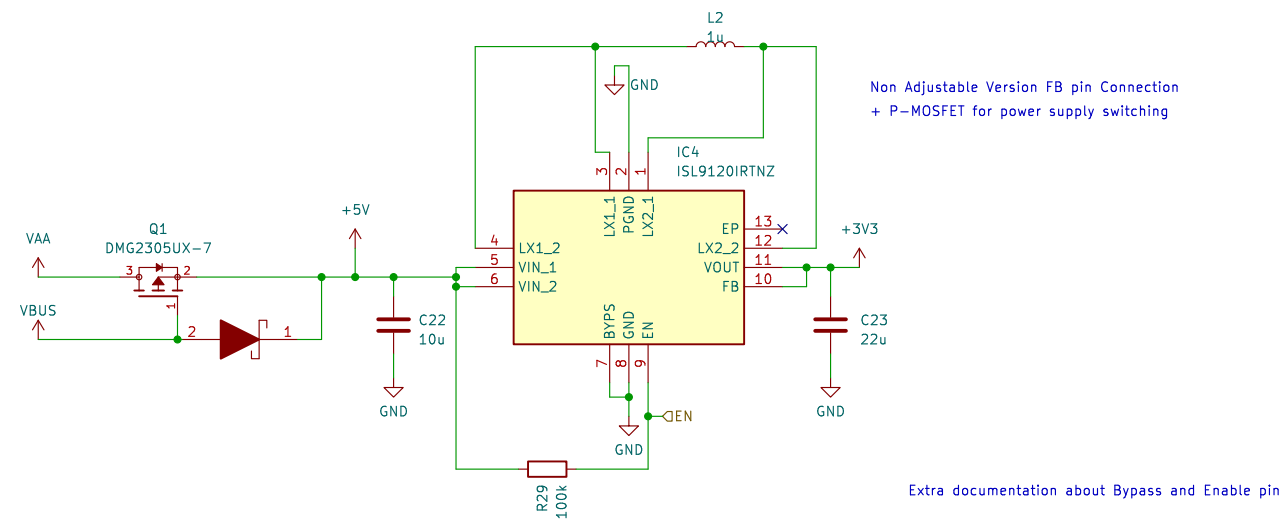 L2
1u
GND
Non Adjustable Version FB pin Connection
+ P-MOSFET for power supply switching
IC4
ISL9120IRTNZ
3
2
1
LX1_1
PGND
LX2_1
+5V
Q1
DMG2305UX-7
VAA
3
2
1
VBUS
2
1
4
LX1_2
5
VIN_1
6
VIN_2
EP
13
LX2_2
12
VOUT
11
FB
10
+3V3
C22
10u
GND
C23
22u
GND
BYPS
GND
EN
7
8
9
EN
GND
R29
100k
Extra documentation about Bypass and Enable pin